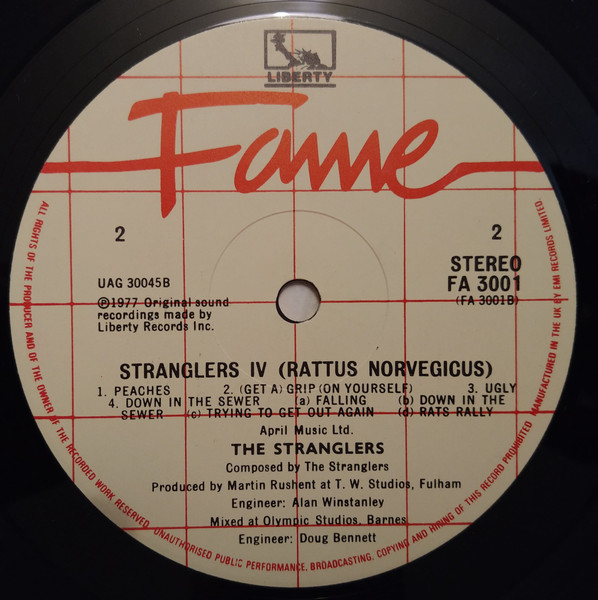 LIBERTY
Fame
2
2
UAG 30045B
STEREO
FA 3001
(FA 3001B)
℗1977 Original sound
recordings made by
Liberty Records Inc.
STRANGLERS IV (RATTUS NORVEGICUS)
1. PEACHES 2. (GET A) GRIP (ON YOURSELF) 3. UGLY
4. DOWN IN THE SEWER (a) FALLING (b) DOWN IN THE
SEWER (c) TRYING TO GET OUT AGAIN (d) RATS RALLY
April Music Ltd.
THE STRANGLERS
Composed by The Stranglers
Produced by Martin Rushent at T. W. Studios, Fulham
Engineer: Alan Winstanley
Mixed at Olympic Studios, Barnes
Engineer: Doug Bennett
ALL RIGHTS OF THE PRODUCER AND OF THE OWNER OF THE RECORDED WORK RESERVED. UNAUTHORISED PUBLIC PERFORMANCE, BROADCASTING, COPYING AND HIRING OF THIS RECORD PROHIBITED. MANUFACTURED IN THE UK BY EMI RECORDS LIMITED.